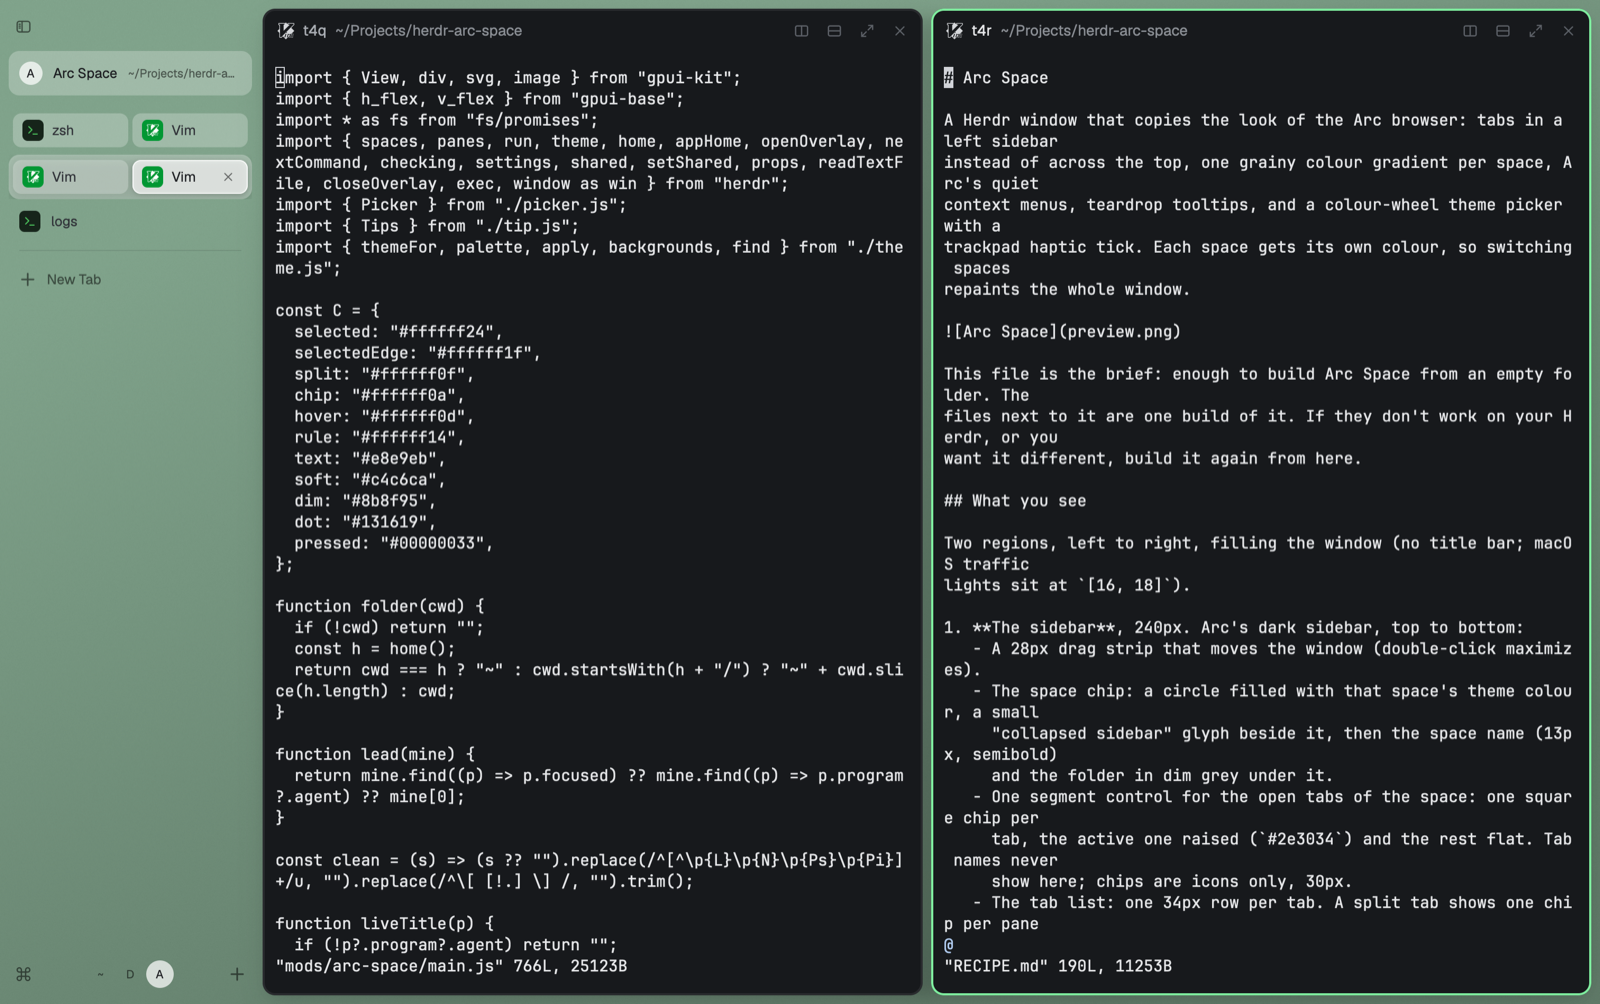 A Arc Space ~/Projects/herdr-a...
zsh
Vim
Vim
Vim
logs
New Tab
~ D A
t4q ~/Projects/herdr-arc-space
import { View, div, svg, image } from "gpui-kit";
import { h_flex, v_flex } from "gpui-base";
import * as fs from "fs/promises";
import { spaces, panes, run, theme, home, appHome, openOverlay, ne
xtCommand, checking, settings, shared, setShared, props, readTextF
ile, closeOverlay, exec, window as win } from "herdr";
import { Picker } from "./picker.js";
import { Tips } from "./tip.js";
import { themeFor, palette, apply, backgrounds, find } from "./the
me.js";
const C = {
  selected: "#ffffff24",
  selectedEdge: "#ffffff1f",
  split: "#ffffff0f",
  chip: "#ffffff0a",
  hover: "#ffffff0d",
  rule: "#ffffff14",
  text: "#e8e9eb",
  soft: "#c4c6ca",
  dim: "#8b8f95",
  dot: "#131619",
  pressed: "#00000033",
};
function folder(cwd) {
  if (!cwd) return "";
  const h = home();
  return cwd === h ? "~" : cwd.startsWith(h + "/") ? "~" + cwd.sli
ce(h.length) : cwd;
}
function lead(mine) {
  return mine.find((p) => p.focused) ?? mine.find((p) => p.program
?.agent) ?? mine[0];
}
const clean = (s) => (s ?? "").replace(/^[^\p{L}\p{N}\p{Ps}\p{Pi}]
+/u, "").replace(/^\[ [!.] \] /, "").trim();
function liveTitle(p) {
  if (!p?.program?.agent) return "";
"mods/arc-space/main.js" 766L, 25123B
t4r ~/Projects/herdr-arc-space
# Arc Space
A Herdr window that copies the look of the Arc browser: tabs in a
left sidebar
instead of across the top, one grainy colour gradient per space, A
rc's quiet
context menus, teardrop tooltips, and a colour-wheel theme picker
with a
trackpad haptic tick. Each space gets its own colour, so switching
 spaces
repaints the whole window.
![Arc Space](preview.png)
This file is the brief: enough to build Arc Space from an empty fo
lder. The
files next to it are one build of it. If they don't work on your H
erdr, or you
want it different, build it again from here.
## What you see
Two regions, left to right, filling the window (no title bar; macO
S traffic
lights sit at `[16, 18]`).
1. **The sidebar**, 240px. Arc's dark sidebar, top to bottom:
   - A 28px drag strip that moves the window (double-click maximiz
es).
   - The space chip: a circle filled with that space's theme colou
r, a small
     "collapsed sidebar" glyph beside it, then the space name (13p
x, semibold)
     and the folder in dim grey under it.
   - One segment control for the open tabs of the space: one squar
e chip per
     tab, the active one raised (`#2e3034`) and the rest flat. Tab
 names never
     show here; chips are icons only, 30px.
   - The tab list: one 34px row per tab. A split tab shows one chi
p per pane
@
"RECIPE.md" 190L, 11253B